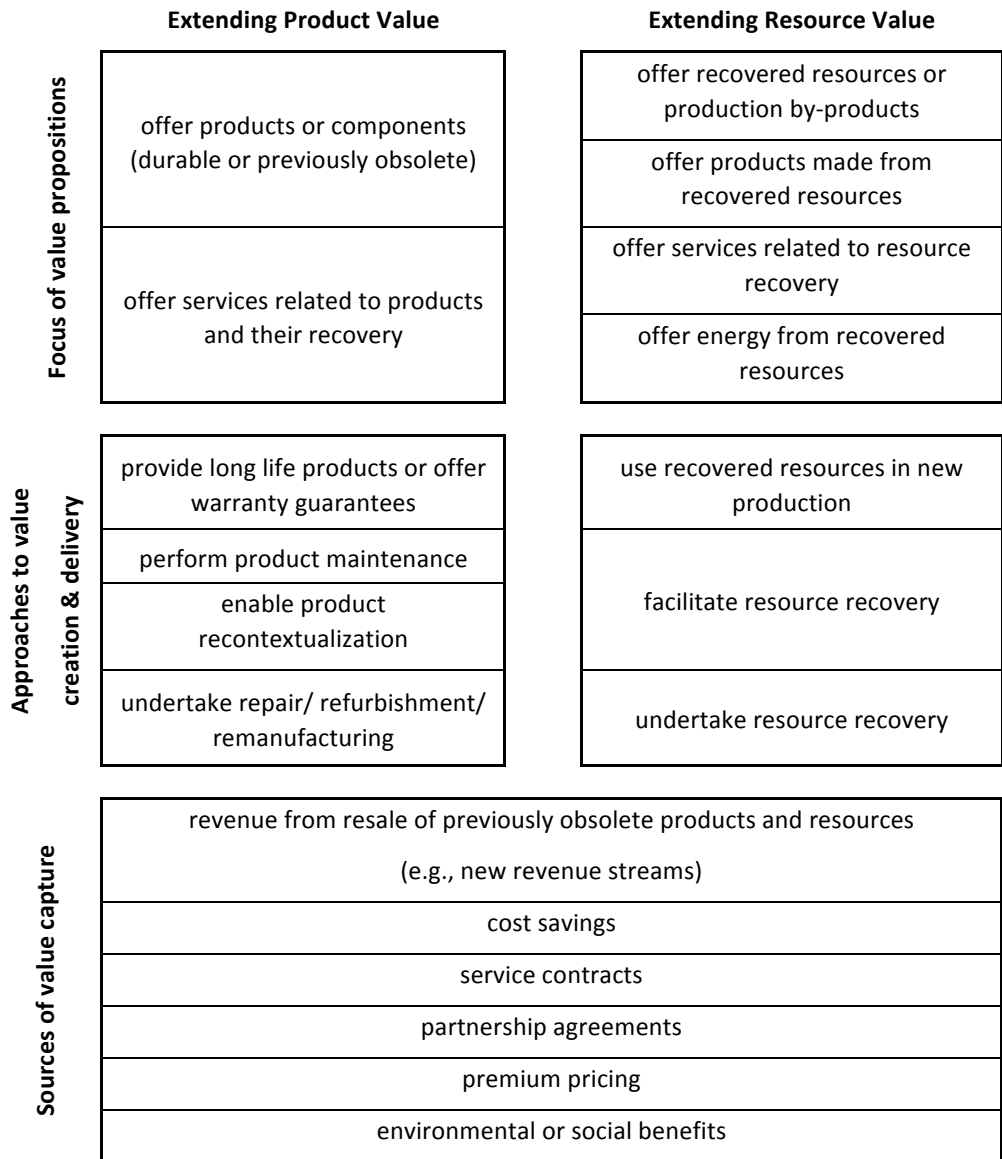 Extending Product Value
Extending Resource Value
Focus of value propositions
offer products or components
(durable or previously obsolete)
offer services related to products
and their recovery
offer recovered resources or
production by-products
offer products made from
recovered resources
offer services related to resource
recovery
offer energy from recovered
resources
Approaches to value
creation & delivery
provide long life products or offer
warranty guarantees
perform product maintenance
enable product
recontextualization
undertake repair/ refurbishment/
remanufacturing
use recovered resources in new
production
facilitate resource recovery
undertake resource recovery
Sources of value capture
revenue from resale of previously obsolete products and resources
(e.g., new revenue streams)
cost savings
service contracts
partnership agreements
premium pricing
environmental or social benefits